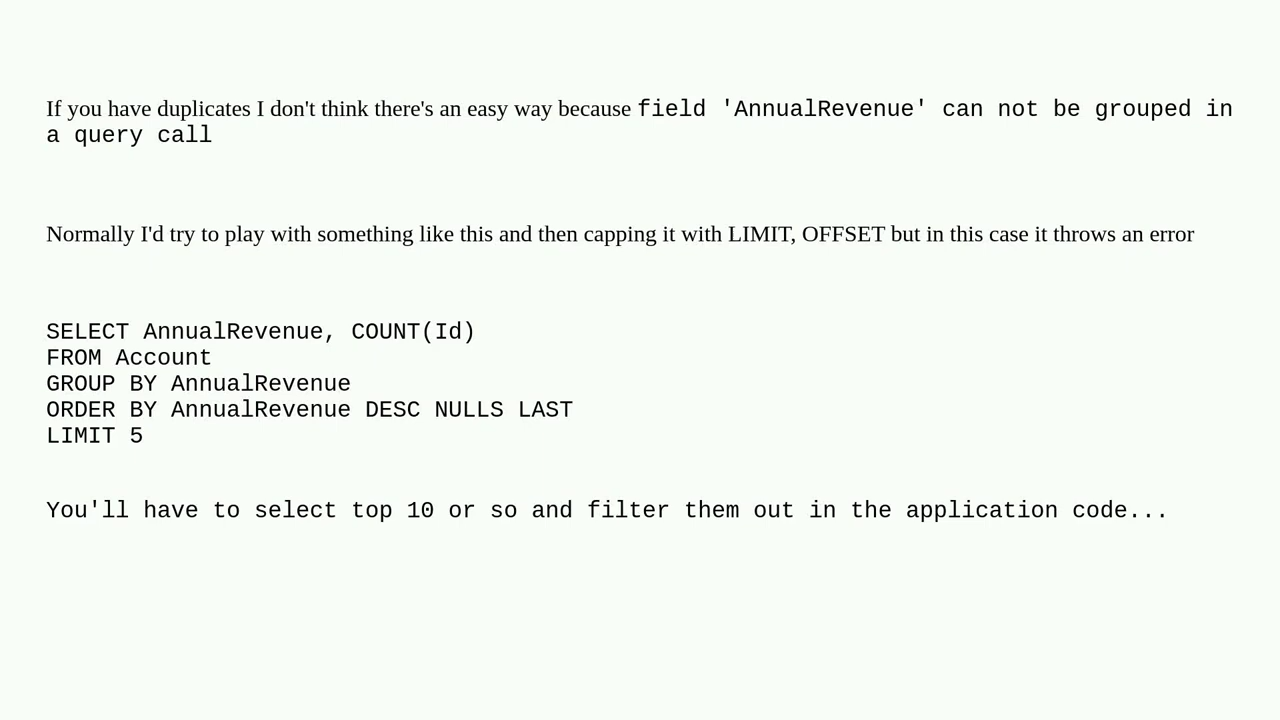 If you have duplicates I don't think there's an easy way because field 'AnnualRevenue' can not be grouped in
a query call
Normally I'd try to play with something like this and then capping it with LIMIT, OFFSET but in this case it throws an error
SELECT AnnualRevenue, COUNT(Id)
FROM Account
GROUP BY AnnualRevenue
ORDER BY AnnualRevenue DESC NULLS LAST
LIMIT 5
You'll have to select top 10 or so and filter them out in the application code...